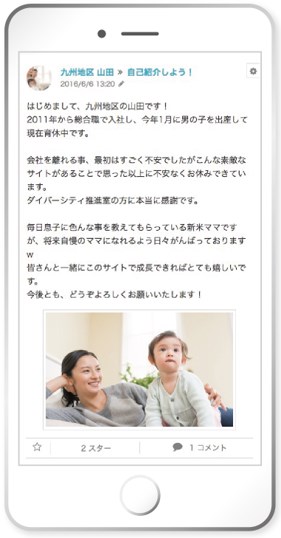 九州地区 山田 » 自己紹介しよう！
2016/6/6 13:20
はじめまして、九州地区の山田です！
2011年から総合職で入社し、今年1月に男の子を出産して
現在育休中です。
会社を離れる事、最初はすごく不安でしたがこんな素敵な
サイトがあることで思った以上に不安なくお休みできてい
ます。
ダイバーシティ推進室の方に本当に感謝です。
毎日息子に色んな事を教えてもらっている新米ママです
が、将来自慢のママになれるよう日々がんばっております
w
皆さんと一緒にこのサイトで成長できればとても嬉しいで
す。
今後とも、どうぞよろしくお願いいたします！
2 スター
1 コメント